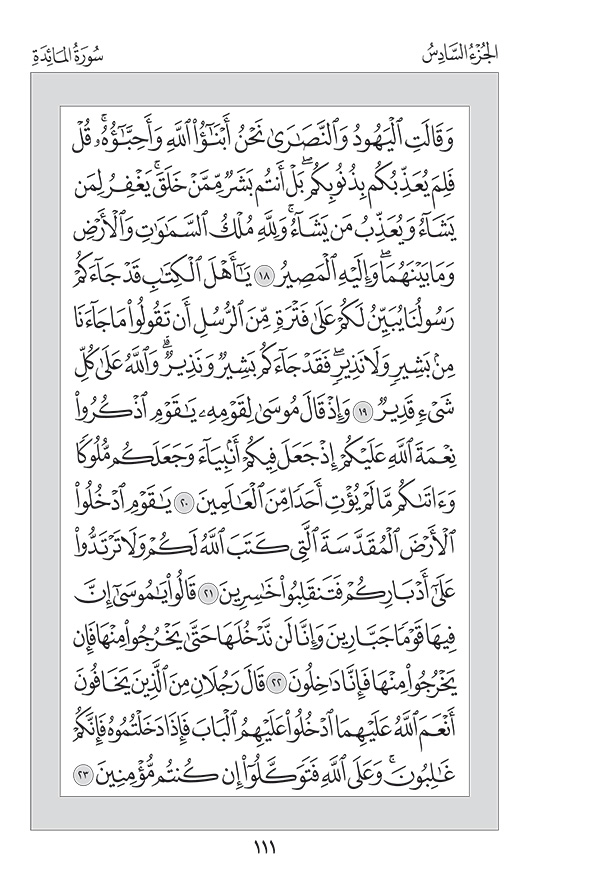 الجُزْءُ السَّادِسُ
سُورَةُ المَائِدَةِ
وَقَالَتِ ٱلۡيَهُودُ وَٱلنَّصَٰرَىٰ نَحۡنُ أَبۡنَٰٓؤُاْ ٱللَّهِ وَأَحِبَّٰٓؤُهُۥۚ قُلۡ
فَلِمَ يُعَذِّبُكُم بِذُنُوبِكُمۖ بَلۡ أَنتُم بَشَرٞ مِّمَّنۡ خَلَقَۚ يَغۡفِرُ لِمَن
يَشَآءُ وَيُعَذِّبُ مَن يَشَآءُۚ وَلِلَّهِ مُلۡكُ ٱلسَّمَٰوَٰتِ وَٱلۡأَرۡضِ
وَمَا بَيۡنَهُمَاۖ وَإِلَيۡهِ ٱلۡمَصِيرُ ١٨ يَٰٓأَهۡلَ ٱلۡكِتَٰبِ قَدۡ جَآءَكُمۡ
رَسُولُنَا يُبَيِّنُ لَكُمۡ عَلَىٰ فَتۡرَةٖ مِّنَ ٱلرُّسُلِ أَن تَقُولُواْ مَا جَآءَنَا
مِنۢ بَشِيرٖ وَلَا نَذِيرٖۖ فَقَدۡ جَآءَكُم بَشِيرٞ وَنَذِيرٞۗ وَٱللَّهُ عَلَىٰ كُلِّ
شَيۡءٖ قَدِيرٞ ١٩ وَإِذۡ قَالَ مُوسَىٰ لِقَوۡمِهِۦ يَٰقَوۡمِ ٱذۡكُرُواْ
نِعۡمَةَ ٱللَّهِ عَلَيۡكُمۡ إِذۡ جَعَلَ فِيكُمۡ أَنۢبِيَآءَ وَجَعَلَكُم مُّلُوكٗا
وَءَاتَىٰكُم مَّا لَمۡ يُؤۡتِ أَحَدٗا مِّنَ ٱلۡعَٰلَمِينَ ٢٠ يَٰقَوۡمِ ٱدۡخُلُواْ
ٱلۡأَرۡضَ ٱلۡمُقَدَّسَةَ ٱلَّتِي كَتَبَ ٱللَّهُ لَكُمۡ وَلَا تَرۡتَدُّواْ
عَلَىٰٓ أَدۡبَارِكُمۡ فَتَنقَلِبُواْ خَٰسِرِينَ ٢١ قَالُواْ يَٰمُوسَىٰٓ إِنَّ
فِيهَا قَوۡمٗا جَبَّارِينَ وَإِنَّا لَن نَّدۡخُلَهَا حَتَّىٰ يَخۡرُجُواْ مِنۡهَا فَإِن
يَخۡرُجُواْ مِنۡهَا فَإِنَّا دَٰخِلُونَ ٢٢ قَالَ رَجُلَانِ مِنَ ٱلَّذِينَ يَخَافُونَ
أَنۡعَمَ ٱللَّهُ عَلَيۡهِمَا ٱدۡخُلُواْ عَلَيۡهِمُ ٱلۡبَابَ فَإِذَا دَخَلۡتُمُوهُ فَإِنَّكُمۡ
غَٰلِبُونَۚ وَعَلَى ٱللَّهِ فَتَوَكَّلُوٓاْ إِن كُنتُم مُّؤۡمِنِينَ ٢٣
١١١